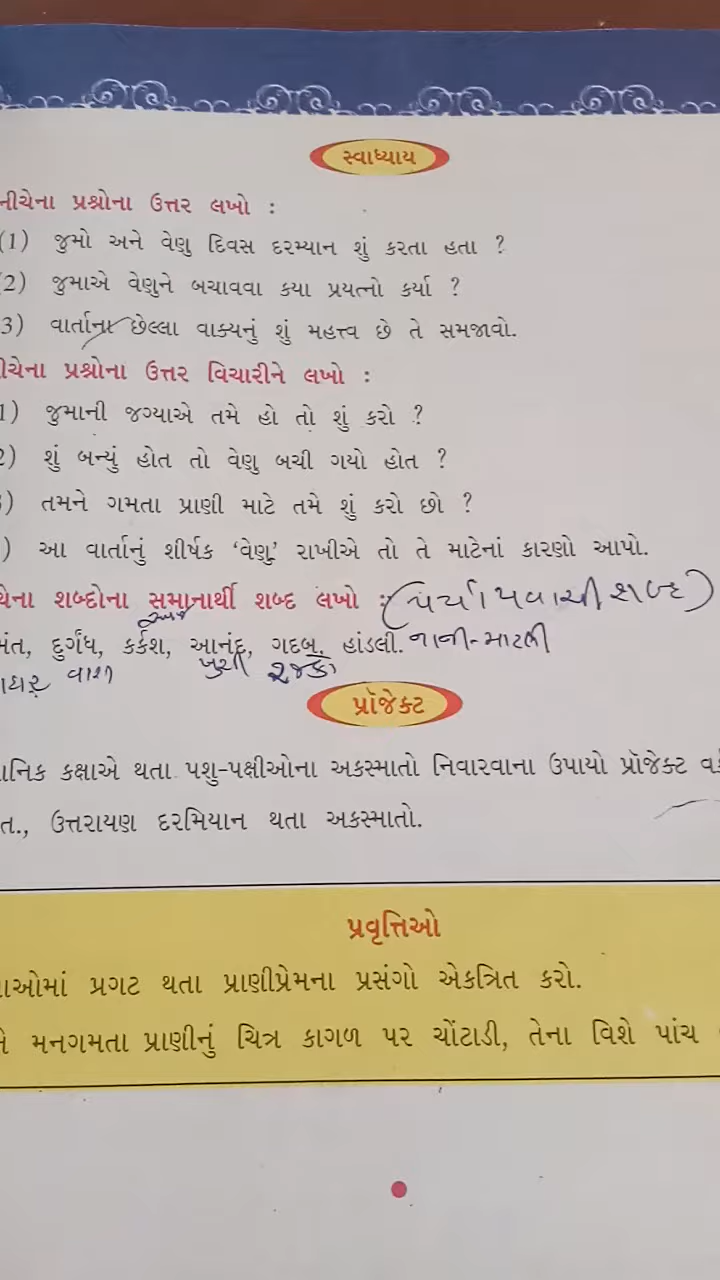 સ્વાધ્યાય
નીચેના પ્રશ્નોના ઉત્તર લખો :
(1) જુમો અને વેણુ દિવસ દરમ્યાન શું કરતા હતા ?
2) જુમાએ વેણુને બચાવવા કયા પ્રયત્નો કર્યા ?
3) વાર્તાના છેલ્લા વાક્યનું શું મહત્ત્વ છે તે સમજાવો.
ીચેના પ્રશ્નોના ઉત્તર વિચારીને લખો :
1) જુમાની જગ્યાએ તમે હો તો શું કરો ?
2) શું બન્યું હોત તો વેણુ બચી ગયો હોત ?
) તમને ગમતા પ્રાણી માટે તમે શું કરો છો ?
) આ વાર્તાનું શીર્ષક ‘વેણુ’ રાખીએ તો તે માટેનાં કારણો આપો.
ચેના શબ્દોના સમાનાર્થી શબ્દ લખો : (પર્યાયવાચી શબ્દ)
મંત, દુર્ગંધ, કર્કશ, આનંદ, ગદબ, હાંડલી. નાની-માટલી
વાસ ખુશી રજકો
પ્રૉજેક્ટ
ાનિક કક્ષાએ થતા પશુ-પક્ષીઓના અકસ્માતો નિવારવાના ઉપાયો પ્રૉજેક્ટ વર્ક
ત., ઉત્તરાયણ દરમિયાન થતા અકસ્માતો.
પ્રવૃત્તિઓ
ાઓમાં પ્રગટ થતા પ્રાણીપ્રેમના પ્રસંગો એકત્રિત કરો.
મનગમતા પ્રાણીનું ચિત્ર કાગળ પર ચોંટાડી, તેના વિશે પાંચ